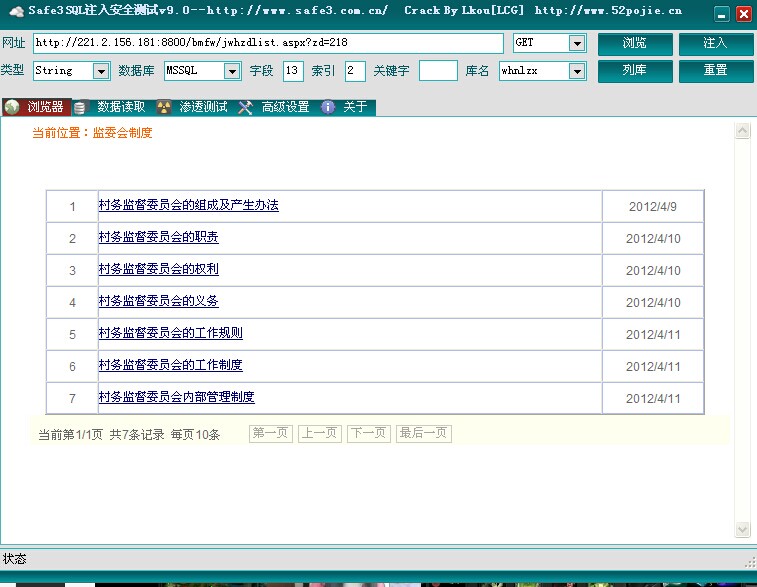 Safe3 SQL注入安全测试v9.0--http://www.safe3.com.cn/ Crack By Lkou[LCG] http://www.52pojie.cn
网址 http://221.2.156.181:8800/bmfw/jwhzdlist.aspx?zd=218 GET 浏览 注入
类型 String 数据库 MSSQL 字段 13 索引 2 关键字 库名 whnlzx 列库 重置
浏览器 数据读取 渗透测试 高级设置 关于
当前位置：监委会制度
1 村务监督委员会的组成及产生办法 2012/4/9
2 村务监督委员会的职责 2012/4/10
3 村务监督委员会的权利 2012/4/10
4 村务监督委员会的义务 2012/4/10
5 村务监督委员会的工作规则 2012/4/11
6 村务监督委员会的工作制度 2012/4/11
7 村务监督委员会内部管理制度 2012/4/11
当前第1/1页 共7条记录 每页10条 第一页 上一页 下一页 最后一页
状态